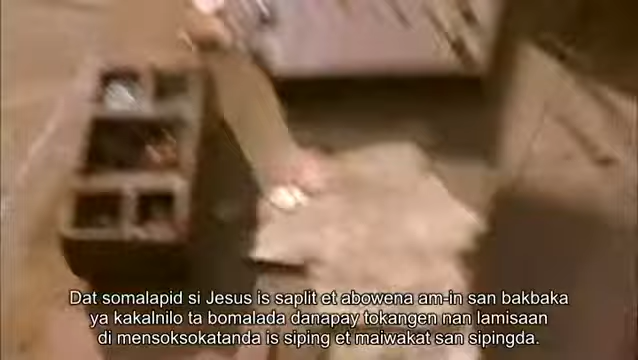 Dat somalapid si Jesus is saplit et abowena am-in san bakbaka
ya kakalnilo ta bomalada danapay tokangen nan lamisaan
di mensoksokatanda is siping et maiwakat san sipingda.